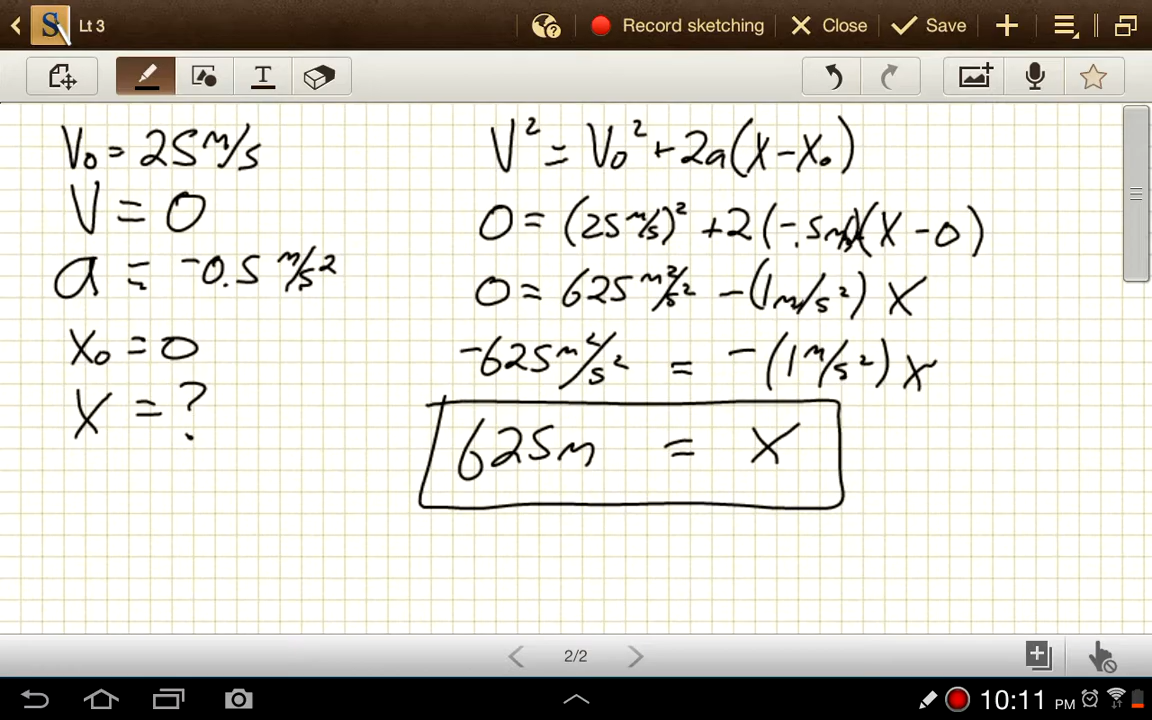 Lt 3
Record sketching
Close
Save
V₀ = 25 m/s
V = 0
a = -0.5 m/s²
X₀ = 0
X = ?
V² = V₀² + 2a(X - X₀)
0 = (25 m/s)² + 2(-.5 m/s²)(X - 0)
0 = 625 m²/s² - (1 m/s²) X
-625 m²/s² = -(1 m/s²) X
625m = X
2/2
10:11 PM